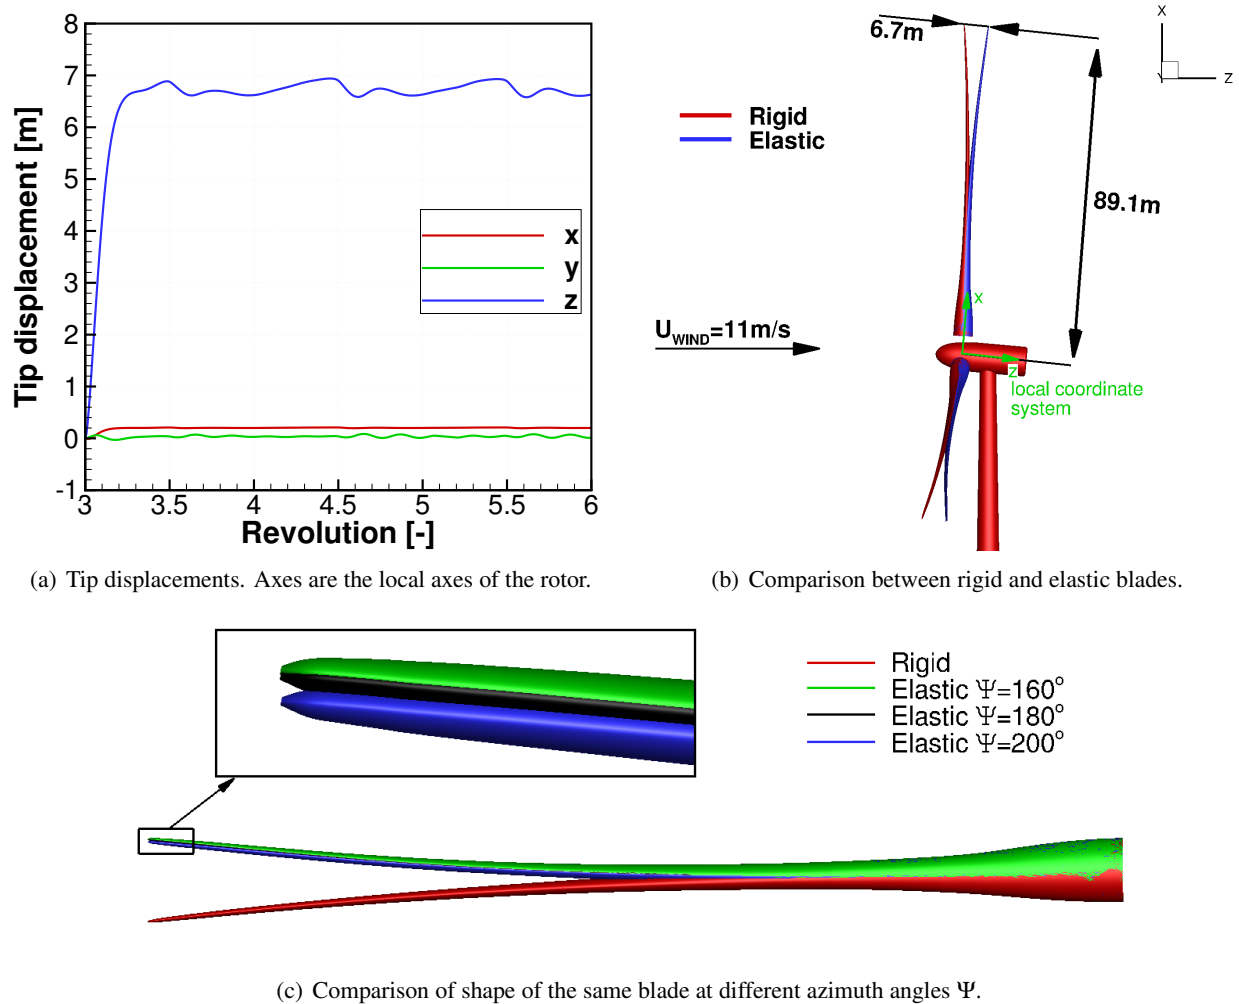 8
7
6
5
4
3
2
1
0
-1
Tip displacement [m]
x
y
z
3 3.5 4 4.5 5 5.5 6
Revolution [-]
(a) Tip displacements. Axes are the local axes of the rotor.
6.7m
X
Y Z
Rigid
Elastic
89.1m
U_WIND=11m/s
x
z
local coordinate
system
(b) Comparison between rigid and elastic blades.
Rigid
Elastic Ψ=160°
Elastic Ψ=180°
Elastic Ψ=200°
(c) Comparison of shape of the same blade at different azimuth angles Ψ.